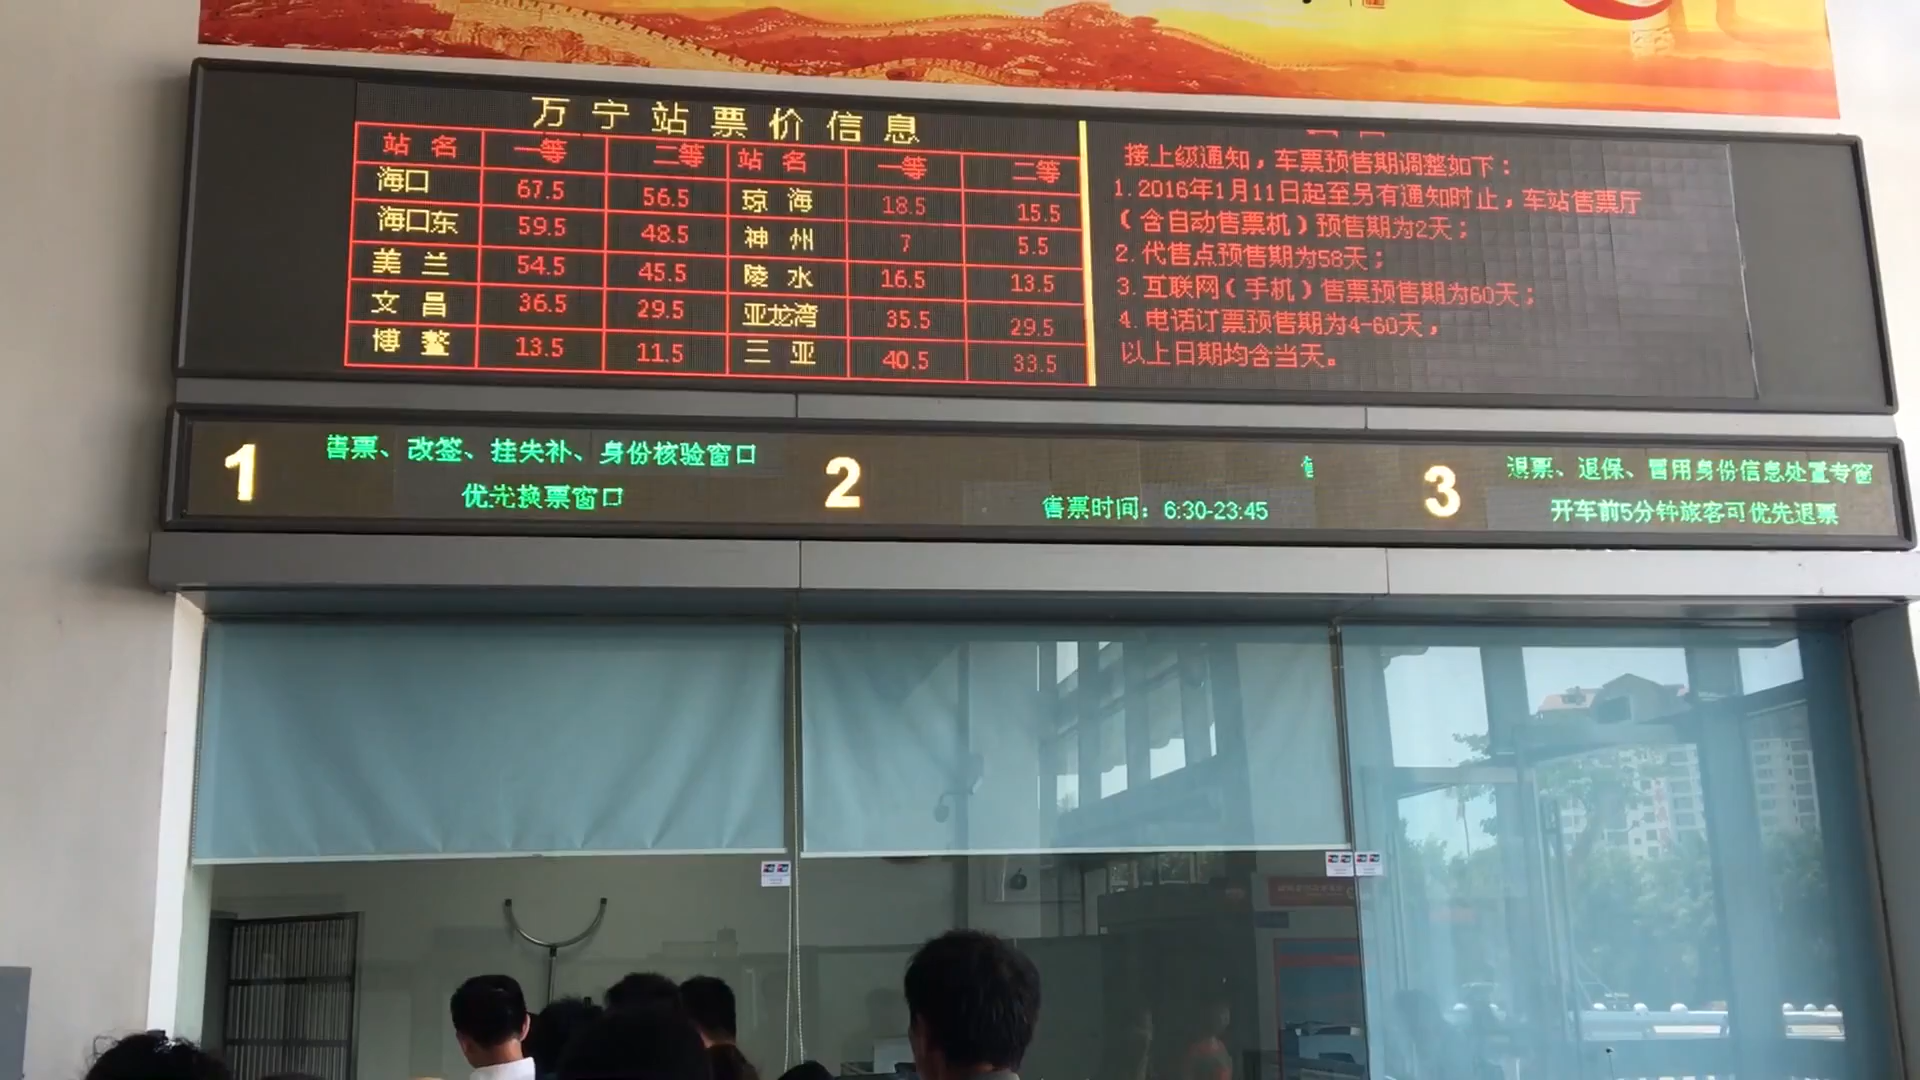 万宁站票价信息
站名 一等 二等 站名 一等 二等
海口 67.5 56.5 琼海 18.5 15.5
海口东 59.5 48.5 神州 7 5.5
美兰 54.5 45.5 陵水 16.5 13.5
文昌 36.5 29.5 亚龙湾 35.5 29.5
博鳌 13.5 11.5 三亚 40.5 33.5
接上级通知，车票预售期调整如下：
1.2016年1月11日起至另有通知时止，车站售票厅
（含自动售票机）预售期为2天；
2.代售点预售期为58天；
3.互联网（手机）售票预售期为60天；
4.电话订票预售期为4-60天，
以上日期均含当天。
1
售票、改签、挂失补、身份核验窗口
优先换票窗口
2
售票时间：6:30-23:45
3
退票、退保、冒用身份信息处置专窗
开车前5分钟旅客可优先退票